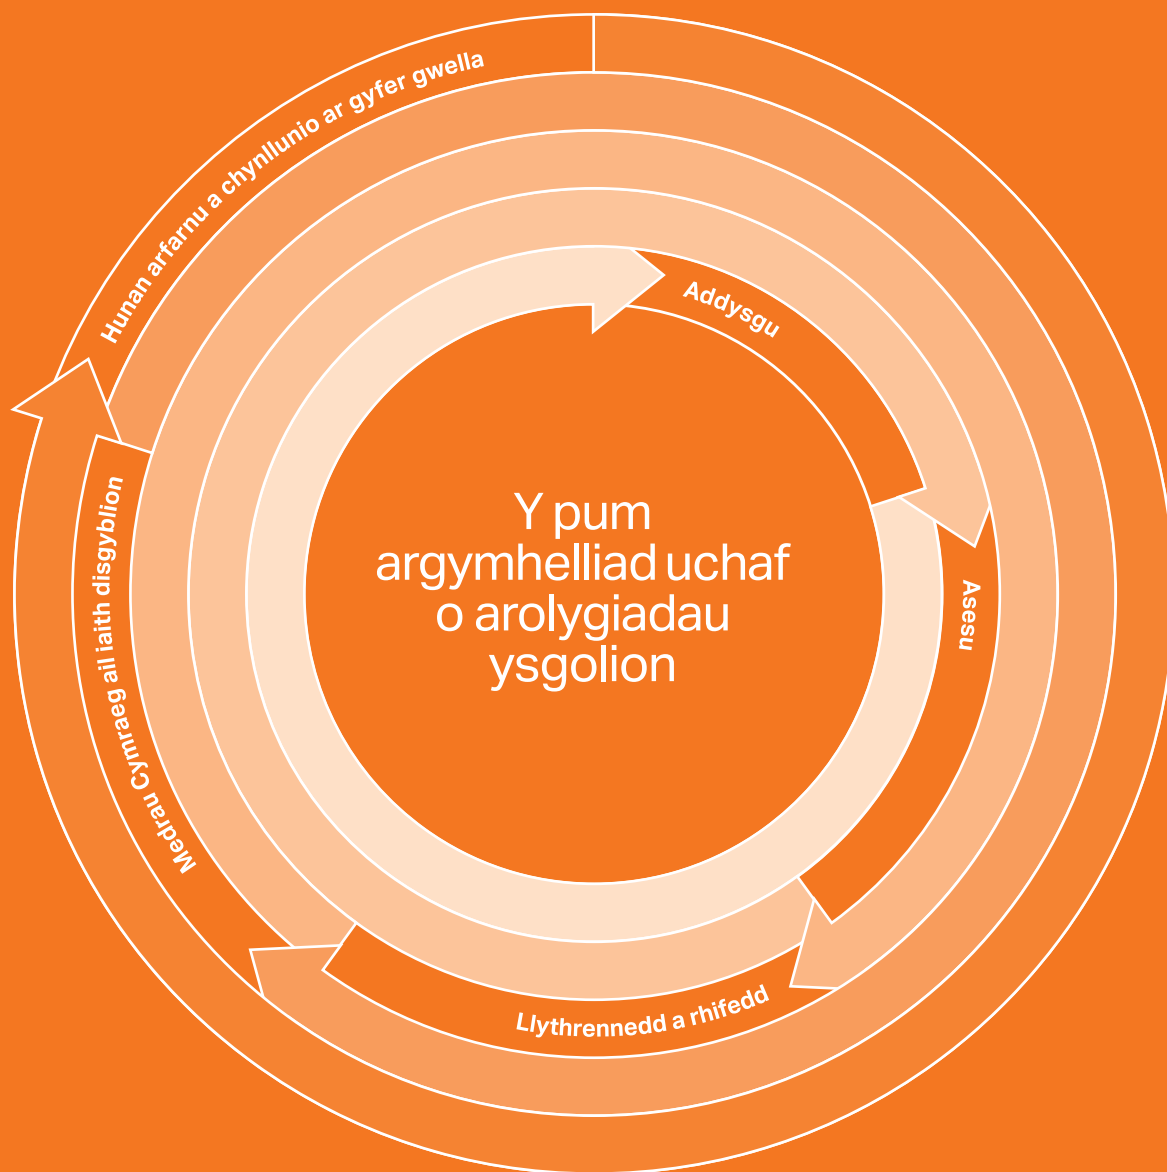 Y pum
argymhelliad uchaf
o arolygiadau
ysgolion
Addysgu
Asesu
Llythrennedd a rhifedd
Medrau Cymraeg ail iaith disgyblion
Hunan arfarnu a chynllunio ar gyfer gwella